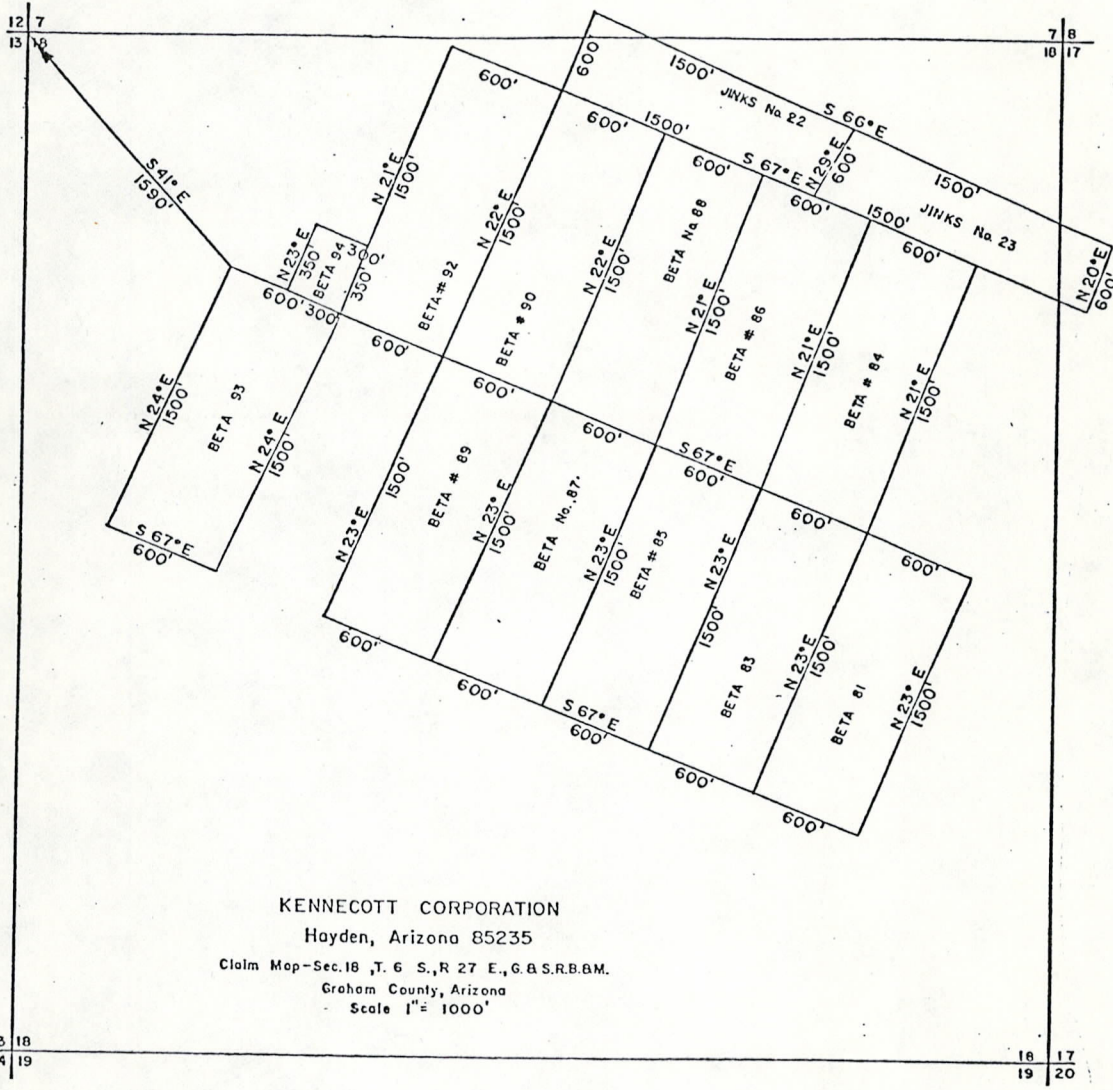 12 7
13 18
7 8
18 17
600'
1500'
JINKS No. 22
S 66° E
600'
600'
1500'
600'
S 67° E
N 29° E
600'
600'
1500'
JINKS No. 23
1500'
600'
N 20° E
600'
S 41° E
1590'
N 21° E
1500'
N 22° E
1500'
N 22° E
1500'
BETA No. 88
N 21° E
1500'
N 21° E
1500'
N 21° E
1500'
N 23° E
350'
BETA 94
300'
350'
600'
300'
BETA # 92
BETA # 90
BETA # 86
BETA # 84
600'
600'
600'
S 67° E
600'
600'
600'
N 24° E
1500'
BETA 93
N 24° E
1500'
S 67° E
600'
N 23° E
1500'
BETA # 89
N 23° E
1500'
BETA No. 87
N 23° E
1500'
BETA # 85
N 23° E
1500'
BETA 83
N 23° E
1500'
BETA 81
N 23° E
1500'
600'
600'
S 67° E
600'
600'
600'
KENNECOTT CORPORATION
Hayden, Arizona 85235
Claim Map-Sec. 18 ,T. 6 S., R 27 E., G. & S.R.B.&M.
Graham County, Arizona
Scale 1"= 1000'
3 18
4 19
18 17
19 20